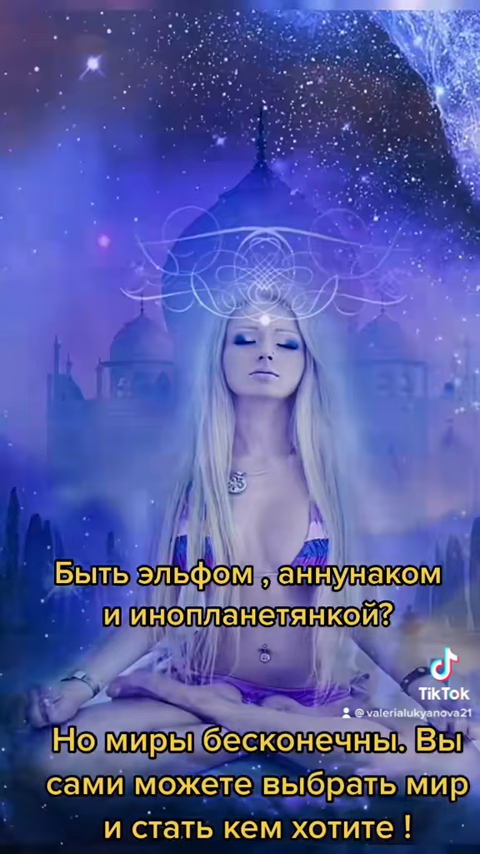 Быть эльфом , аннунаком
и инопланетянкой?
TikTok
@valerialukyanova21
Но миры бесконечны. Вы
сами можете выбрать мир
и стать кем хотите !